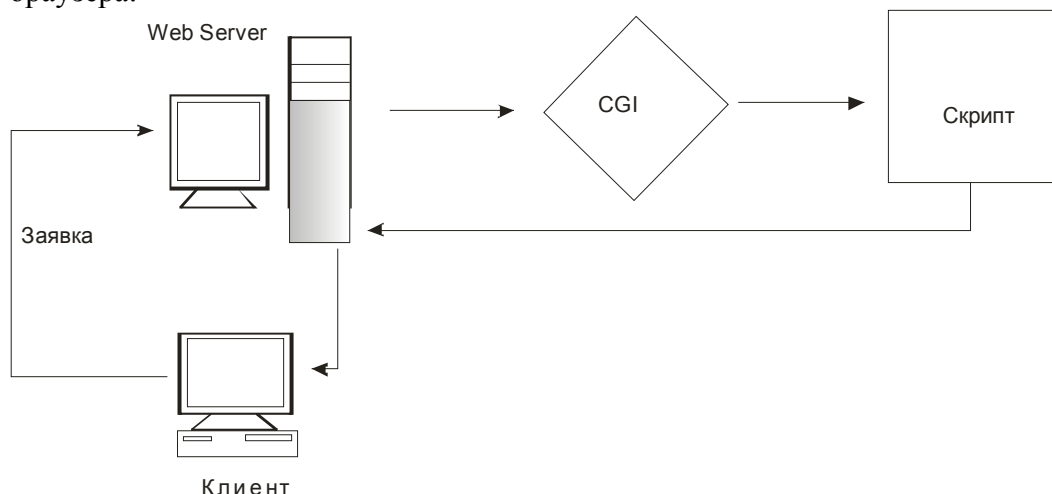 браузера.
Web Server
CGI
Скрипт
Заявка
Клиент